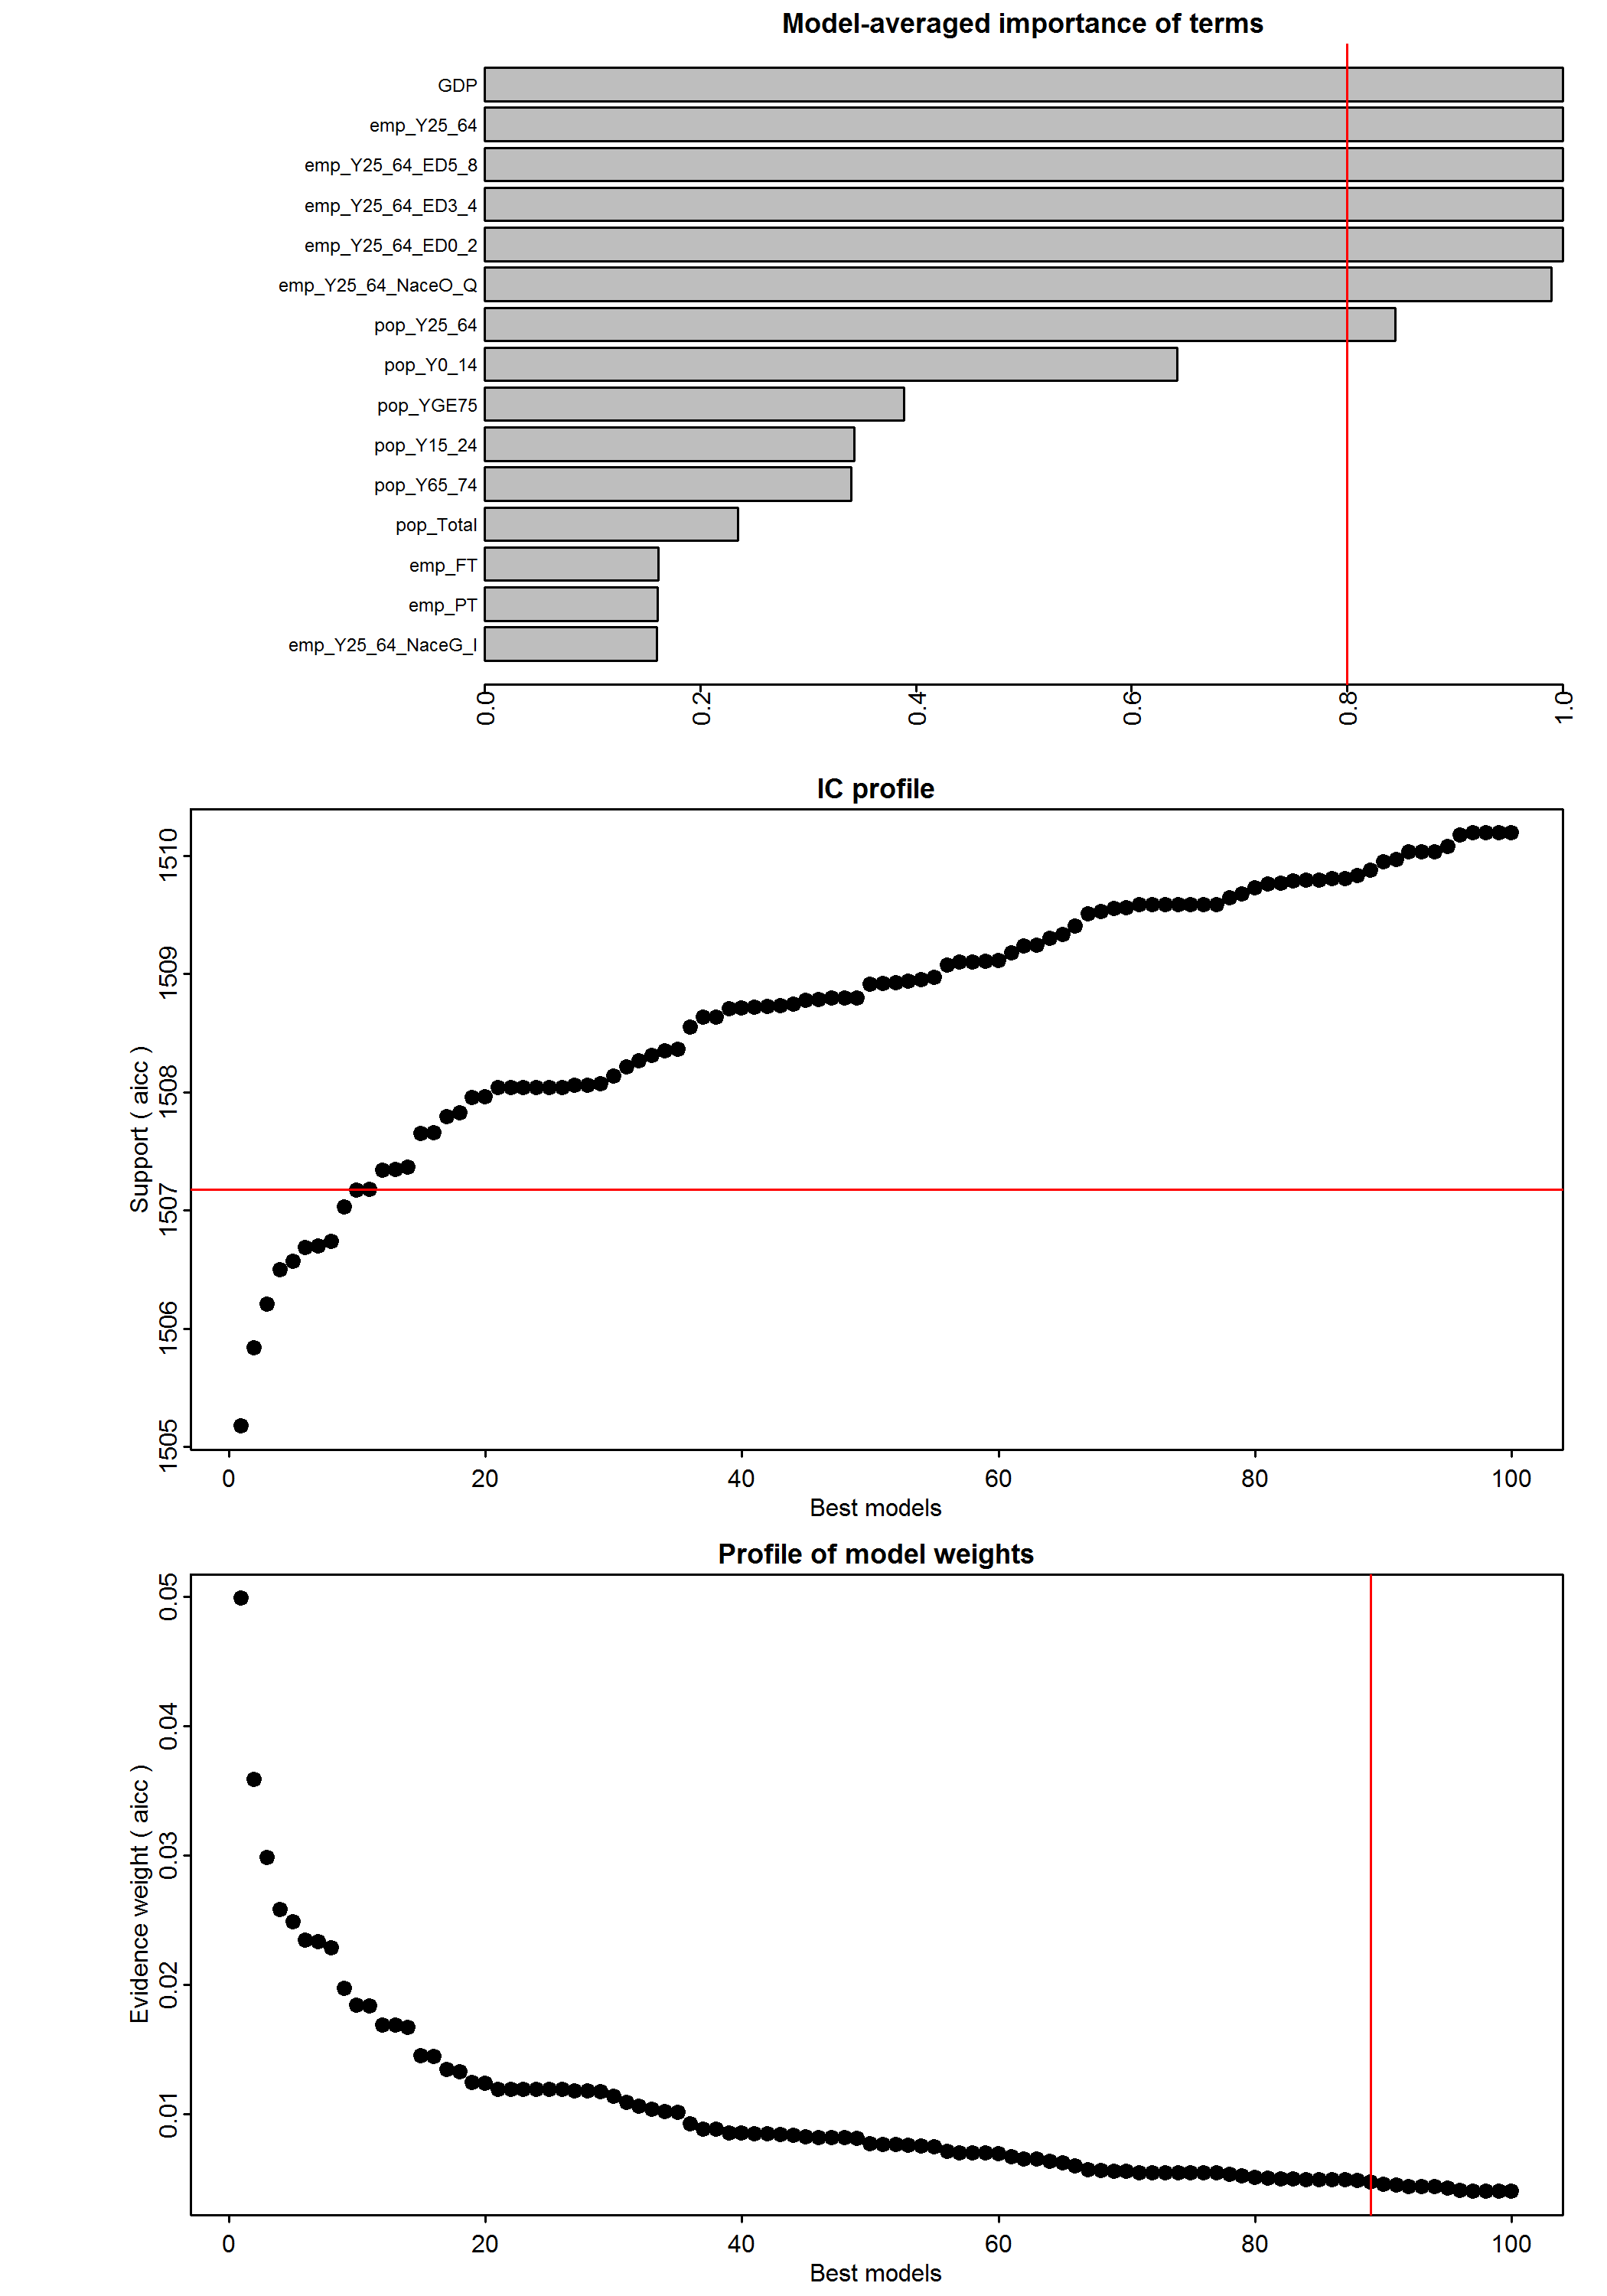 Model-averaged importance of terms
GDP
emp_Y25_64
emp_Y25_64_ED5_8
emp_Y25_64_ED3_4
emp_Y25_64_ED0_2
emp_Y25_64_NaceO_Q
pop_Y25_64
pop_Y0_14
pop_YGE75
pop_Y15_24
pop_Y65_74
pop_Total
emp_FT
emp_PT
emp_Y25_64_NaceG_I
0.0 0.2 0.4 0.6 0.8 1.0
IC profile
Support ( aicc )
1510
1509
1508
1507
1506
1505
0 20 40 60 80 100
Best models
Profile of model weights
Evidence weight ( aicc )
0.05
0.04
0.03
0.02
0.01
0 20 40 60 80 100
Best models